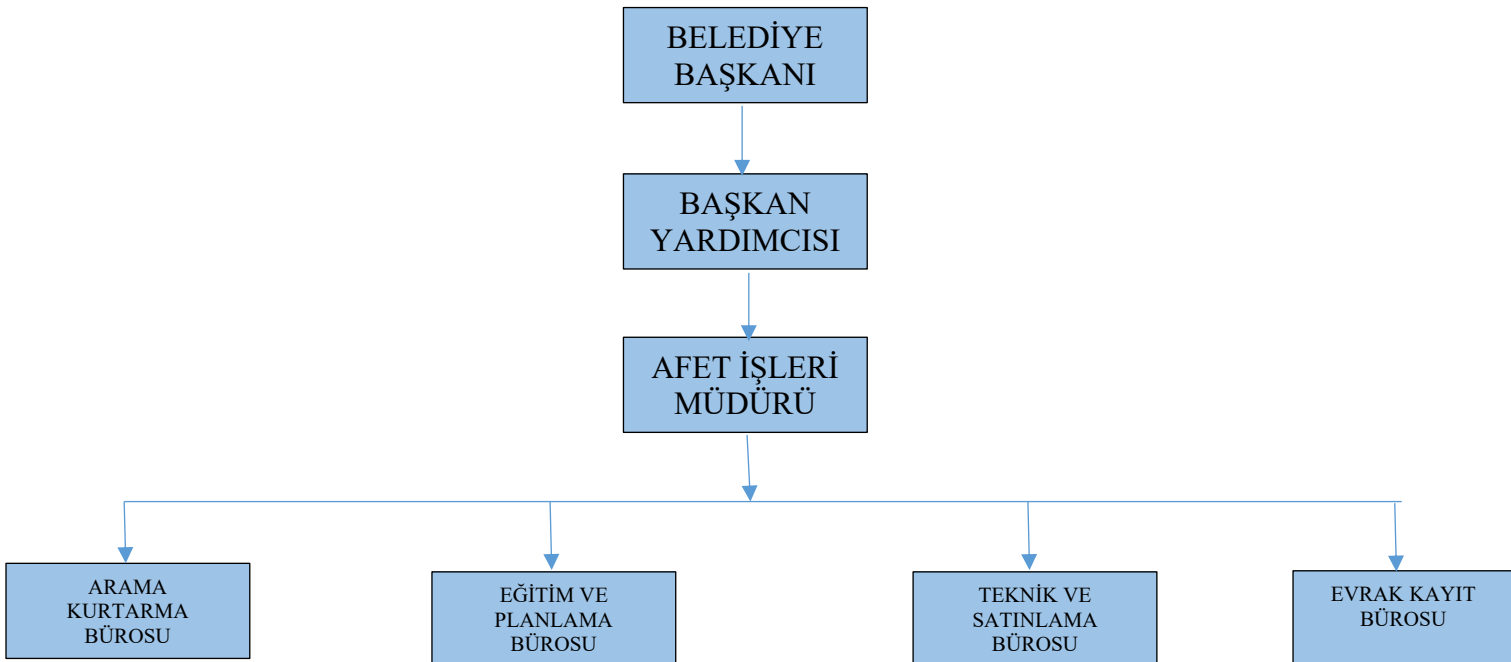 BELEDİYE
BAŞKANI
BAŞKAN
YARDIMCISI
AFET İŞLERİ
MÜDÜRÜ
ARAMA
KURTARMA
BÜROSU
EĞİTİM VE
PLANLAMA
BÜROSU
TEKNİK VE
SATINLAMA
BÜROSU
EVRAK KAYIT
BÜROSU